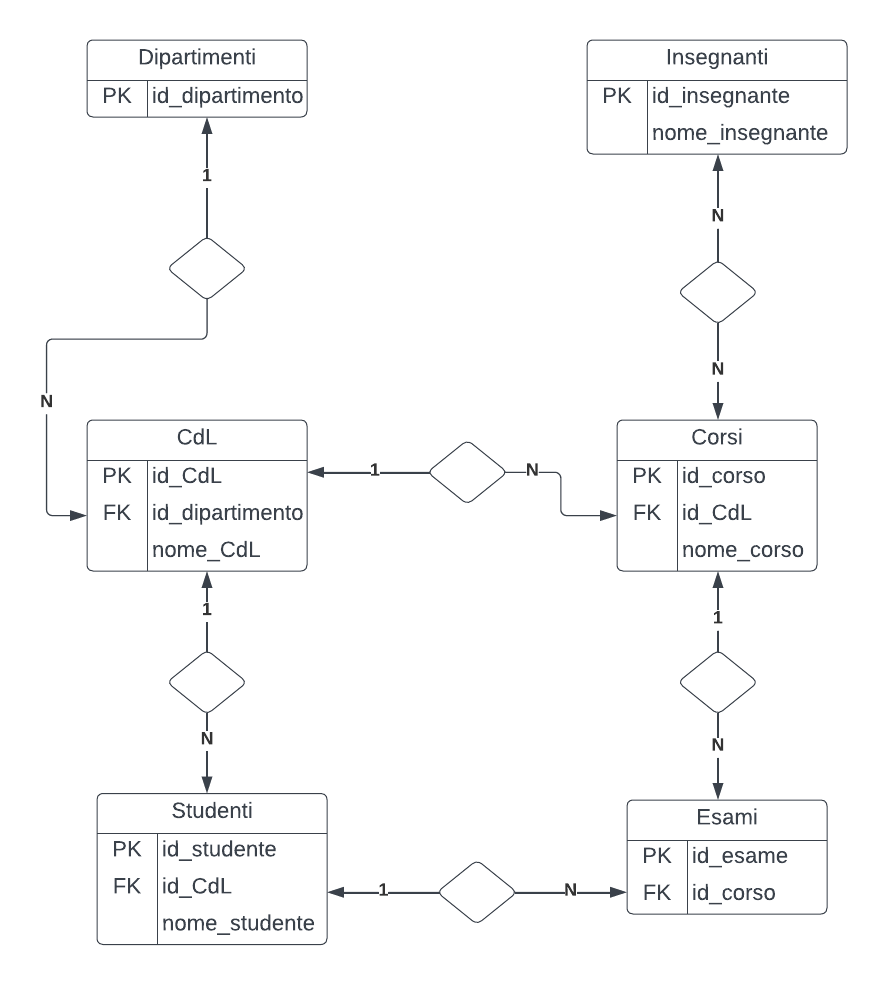 Dipartimenti
PK id_dipartimento
Insegnanti
PK id_insegnante
nome_insegnante
1
N
N
N
CdL
PK id_CdL
FK id_dipartimento
nome_CdL
1
N
Corsi
PK id_corso
FK id_CdL
nome_corso
1
1
N
N
Studenti
PK id_studente
FK id_CdL
nome_studente
1
N
Esami
PK id_esame
FK id_corso